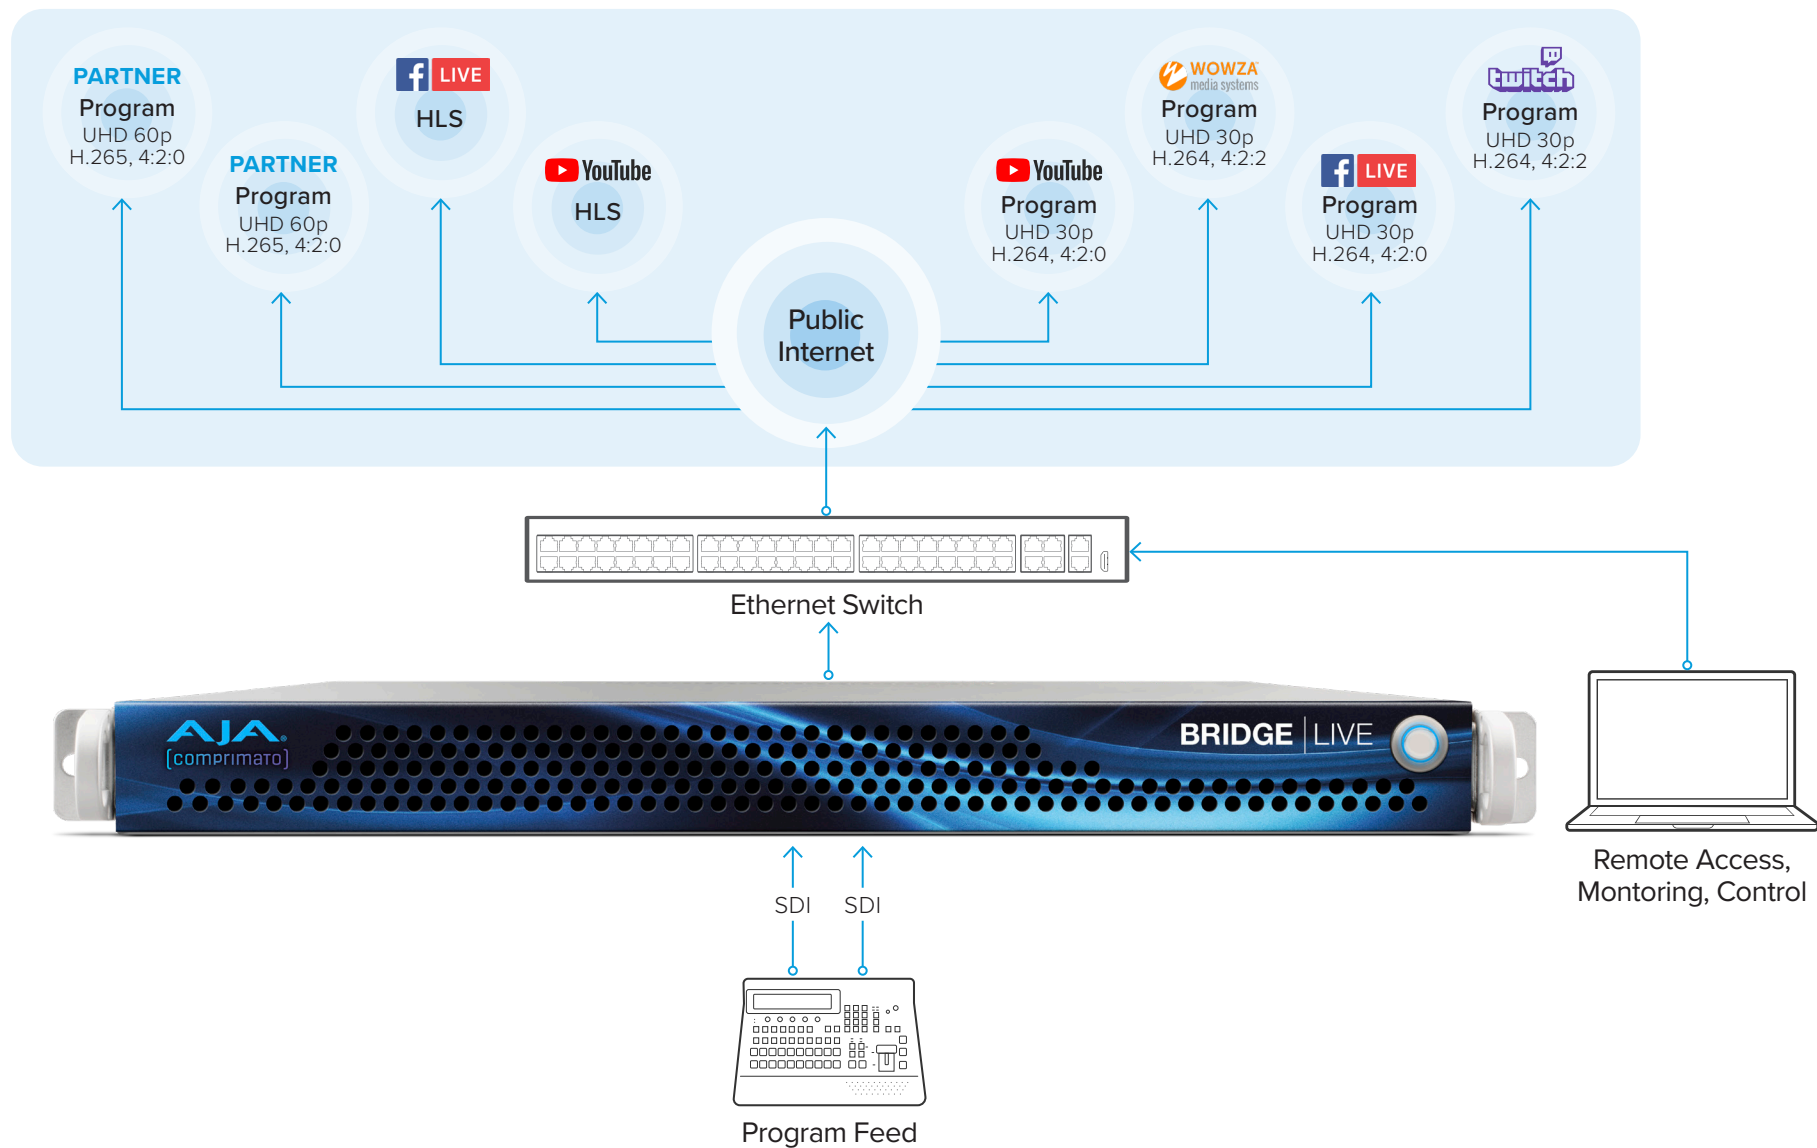 PARTNER
Program
UHD 60p
H.265, 4:2:0
PARTNER
Program
UHD 60p
H.265, 4:2:0
f LIVE
HLS
YouTube
HLS
YouTube
Program
UHD 30p
H.264, 4:2:0
WOWZA
media systems
Program
UHD 30p
H.264, 4:2:2
f LIVE
Program
UHD 30p
H.264, 4:2:0
twitch
Program
UHD 30p
H.264, 4:2:2
Public
Internet
Ethernet Switch
AJA®
[comprimato]
BRIDGE | LIVE
Remote Access,
Montoring, Control
SDI SDI
Program Feed